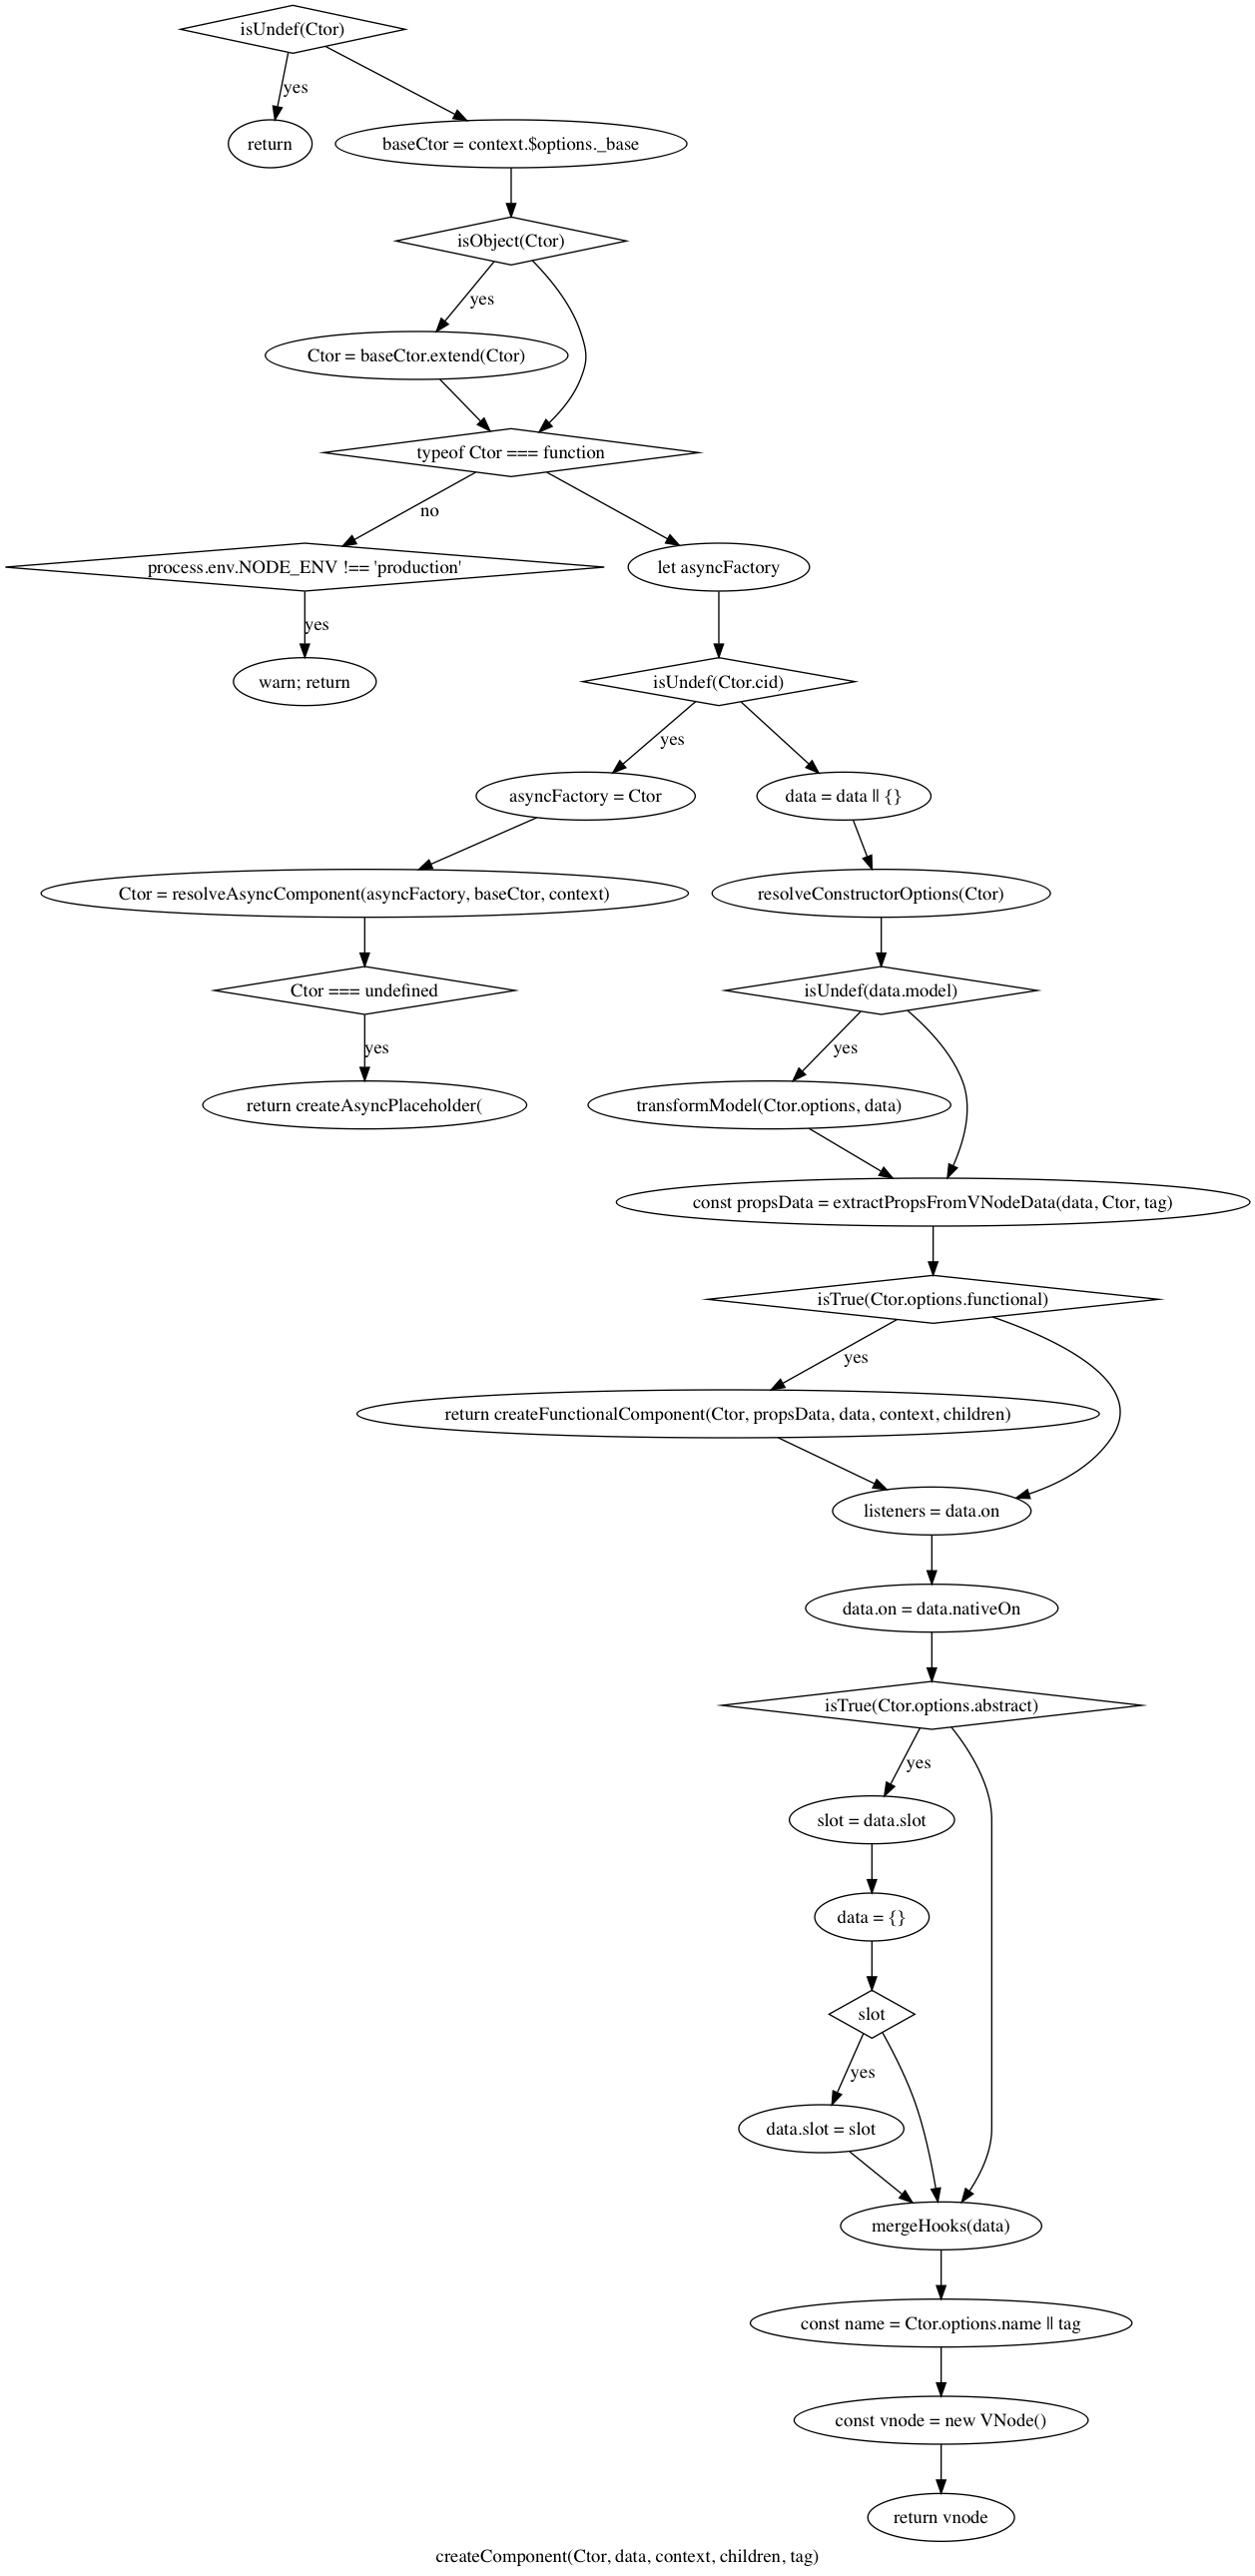 isUndef(Ctor)
yes
return
baseCtor = context.$options._base
isObject(Ctor)
yes
Ctor = baseCtor.extend(Ctor)
typeof Ctor === function
no
process.env.NODE_ENV !== 'production'
let asyncFactory
yes
warn; return
isUndef(Ctor.cid)
yes
asyncFactory = Ctor
data = data || {}
Ctor = resolveAsyncComponent(asyncFactory, baseCtor, context)
resolveConstructorOptions(Ctor)
Ctor === undefined
isUndef(data.model)
yes
yes
return createAsyncPlaceholder(
transformModel(Ctor.options, data)
const propsData = extractPropsFromVNodeData(data, Ctor, tag)
isTrue(Ctor.options.functional)
yes
return createFunctionalComponent(Ctor, propsData, data, context, children)
listeners = data.on
data.on = data.nativeOn
isTrue(Ctor.options.abstract)
yes
slot = data.slot
data = {}
slot
yes
data.slot = slot
mergeHooks(data)
const name = Ctor.options.name || tag
const vnode = new VNode()
return vnode
createComponent(Ctor, data, context, children, tag)